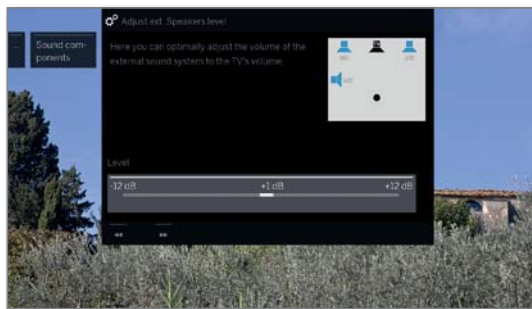 Adjust ext. Speakers level
...
Sound com-
ponents
Here you can optimally adjust the volume of the
external sound system to the TV's volume
Level
-12 dB +1 dB +12 dB